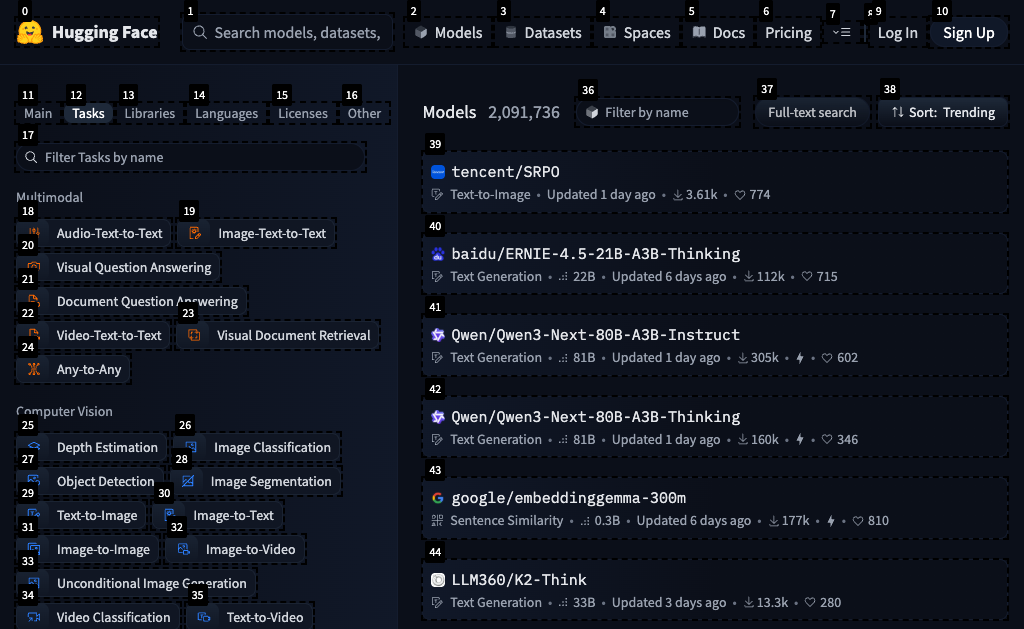 0 1 2 3 4 5 6 7 8 9 10
Hugging Face Search models, datasets, Models Datasets Spaces Docs Pricing Log In Sign Up
11 12 13 14 15 16
Main Tasks Libraries Languages Licenses Other
17
Filter Tasks by name
Multimodal
18 19
Audio-Text-to-Text Image-Text-to-Text
20
Visual Question Answering
21
Document Question Answering
22 23
Video-Text-to-Text Visual Document Retrieval
24
Any-to-Any
Computer Vision
25 26
Depth Estimation Image Classification
27 28
Object Detection Image Segmentation
29 30
Text-to-Image Image-to-Text
31 32
Image-to-Image Image-to-Video
33
Unconditional Image Generation
34 35
Video Classification Text-to-Video
36 37 38
Models 2,091,736 Filter by name Full-text search Sort: Trending
39
tencent/SRPO
Text-to-Image • Updated 1 day ago • 3.61k • 774
40
baidu/ERNIE-4.5-21B-A3B-Thinking
Text Generation • 22B • Updated 6 days ago • 112k • 715
41
Qwen/Qwen3-Next-80B-A3B-Instruct
Text Generation • 81B • Updated 1 day ago • 305k • • 602
42
Qwen/Qwen3-Next-80B-A3B-Thinking
Text Generation • 81B • Updated 1 day ago • 160k • • 346
43
google/embeddinggemma-300m
Sentence Similarity • 0.3B • Updated 6 days ago • 177k • • 810
44
LLM360/K2-Think
Text Generation • 33B • Updated 3 days ago • 13.3k • 280